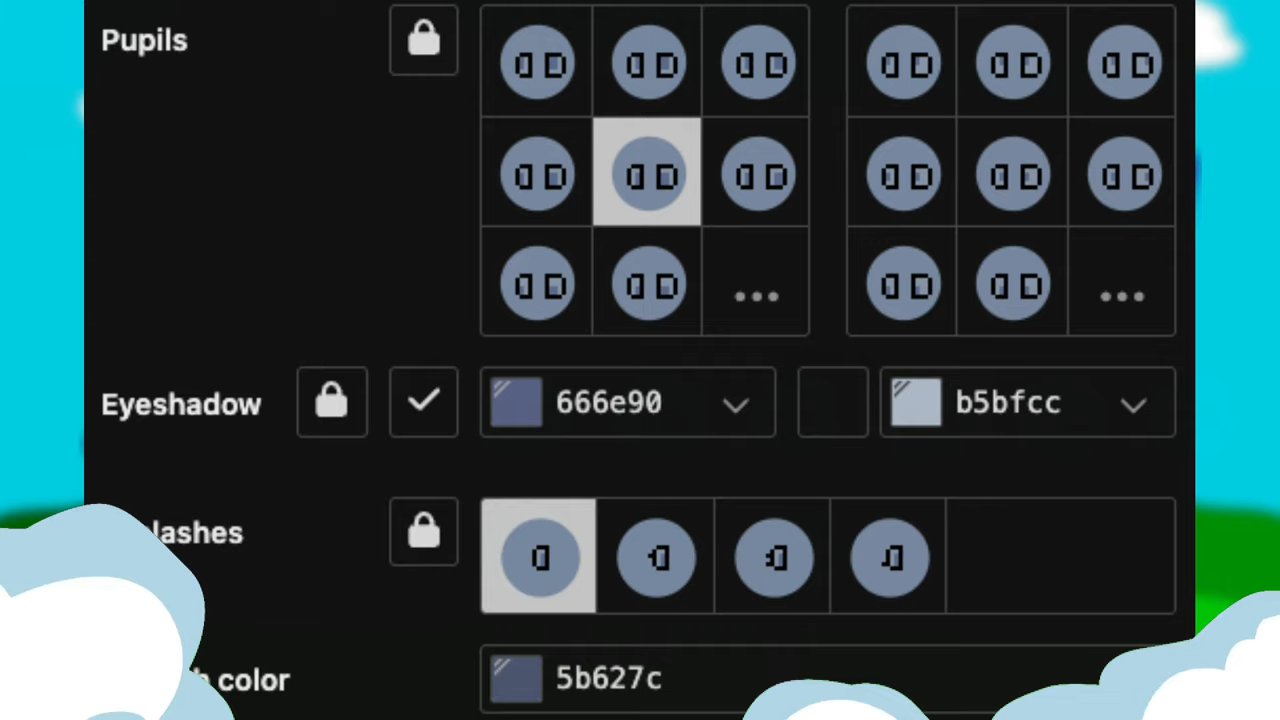 Pupils
...
...
Eyeshadow
666e90
b5bfcc
lashes
color
5b627c